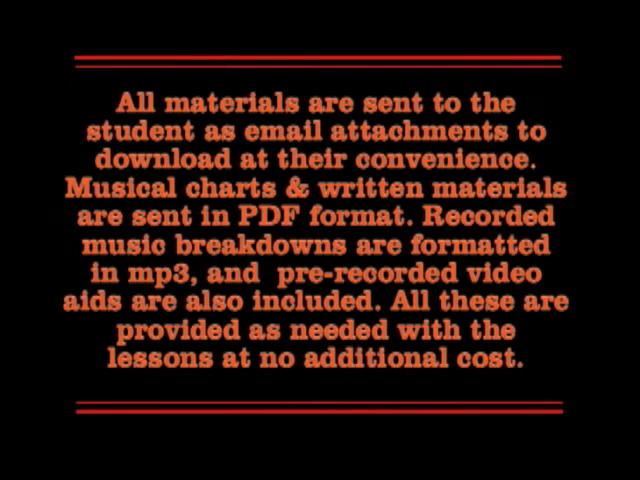 All materials are sent to the
student as email attachments to
download at their convenience.
Musical charts & written materials
are sent in PDF format. Recorded
music breakdowns are formatted
in mp3, and  pre-recorded video
aids are also included. All these are
provided as needed with the
lessons at no additional cost.